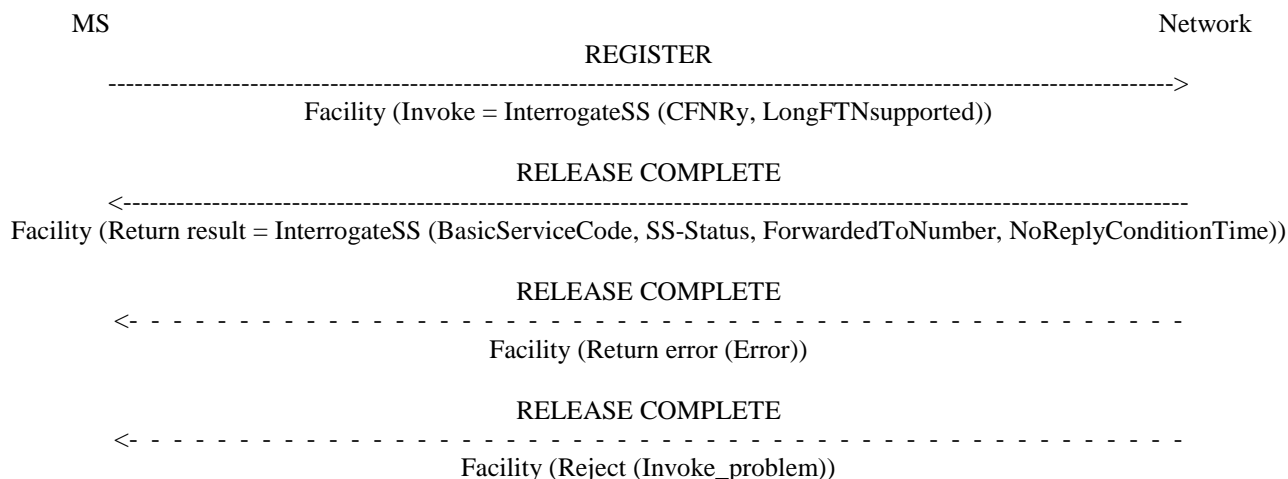 MS Network
REGISTER
------------------------------------------------------------------------------------------------------------------------>
Facility (Invoke = InterrogateSS (CFNRy, LongFTNsupported))
RELEASE COMPLETE
<------------------------------------------------------------------------------------------------------------------------
Facility (Return result = InterrogateSS (BasicServiceCode, SS-Status, ForwardedToNumber, NoReplyConditionTime))
RELEASE COMPLETE
<- - - - - - - - - - - - - - - - - - - - - - - - - - - - - - - - - - - - - - - - - - - - - - - -
Facility (Return error (Error))
RELEASE COMPLETE
<- - - - - - - - - - - - - - - - - - - - - - - - - - - - - - - - - - - - - - - - - - - - - - - -
Facility (Reject (Invoke_problem))